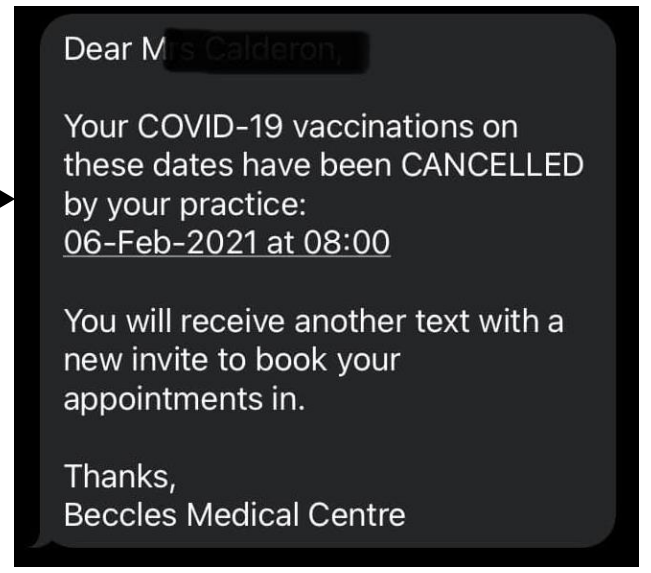 Dear Mrs Calderon,
Your COVID-19 vaccinations on
these dates have been CANCELLED
by your practice:
06-Feb-2021 at 08:00
You will receive another text with a
new invite to book your
appointments in.
Thanks,
Beccles Medical Centre